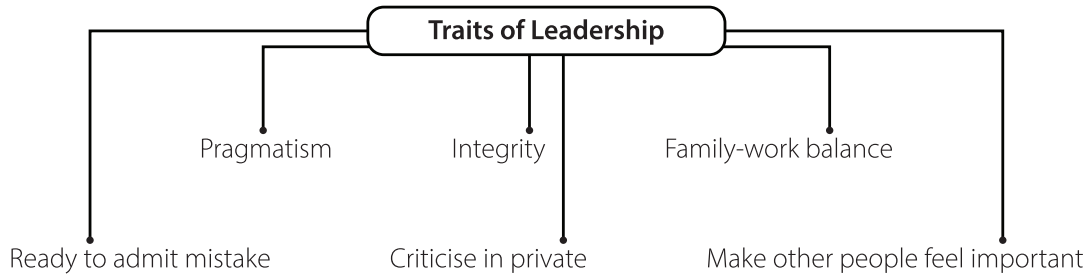 Traits of Leadership
Pragmatism
Integrity
Family-work balance
Ready to admit mistake
Criticise in private
Make other people feel important